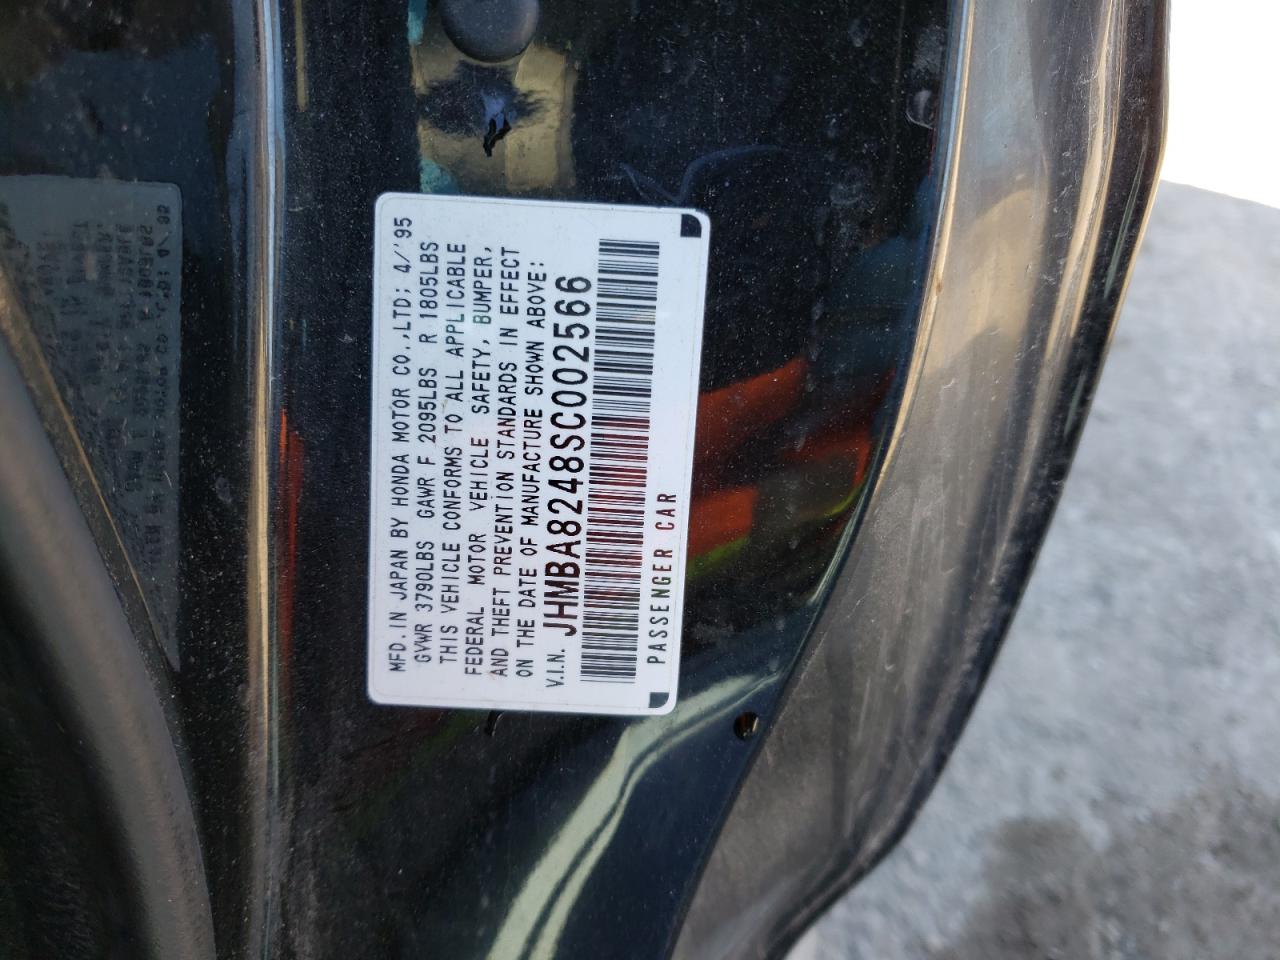 MFD. IN JAPAN BY HONDA MOTOR CO.,LTD: 4/'95
GVWR 3790LBS GAWR F 2095LBS R 1805LBS
THIS VEHICLE CONFORMS TO ALL APPLICABLE
FEDERAL MOTOR VEHICLE SAFETY, BUMPER,
AND THEFT PREVENTION STANDARDS IN EFFECT
ON THE DATE OF MANUFACTURE SHOWN ABOVE:
V.I.N. JHMBA8248SC002566
PASSENGER CAR